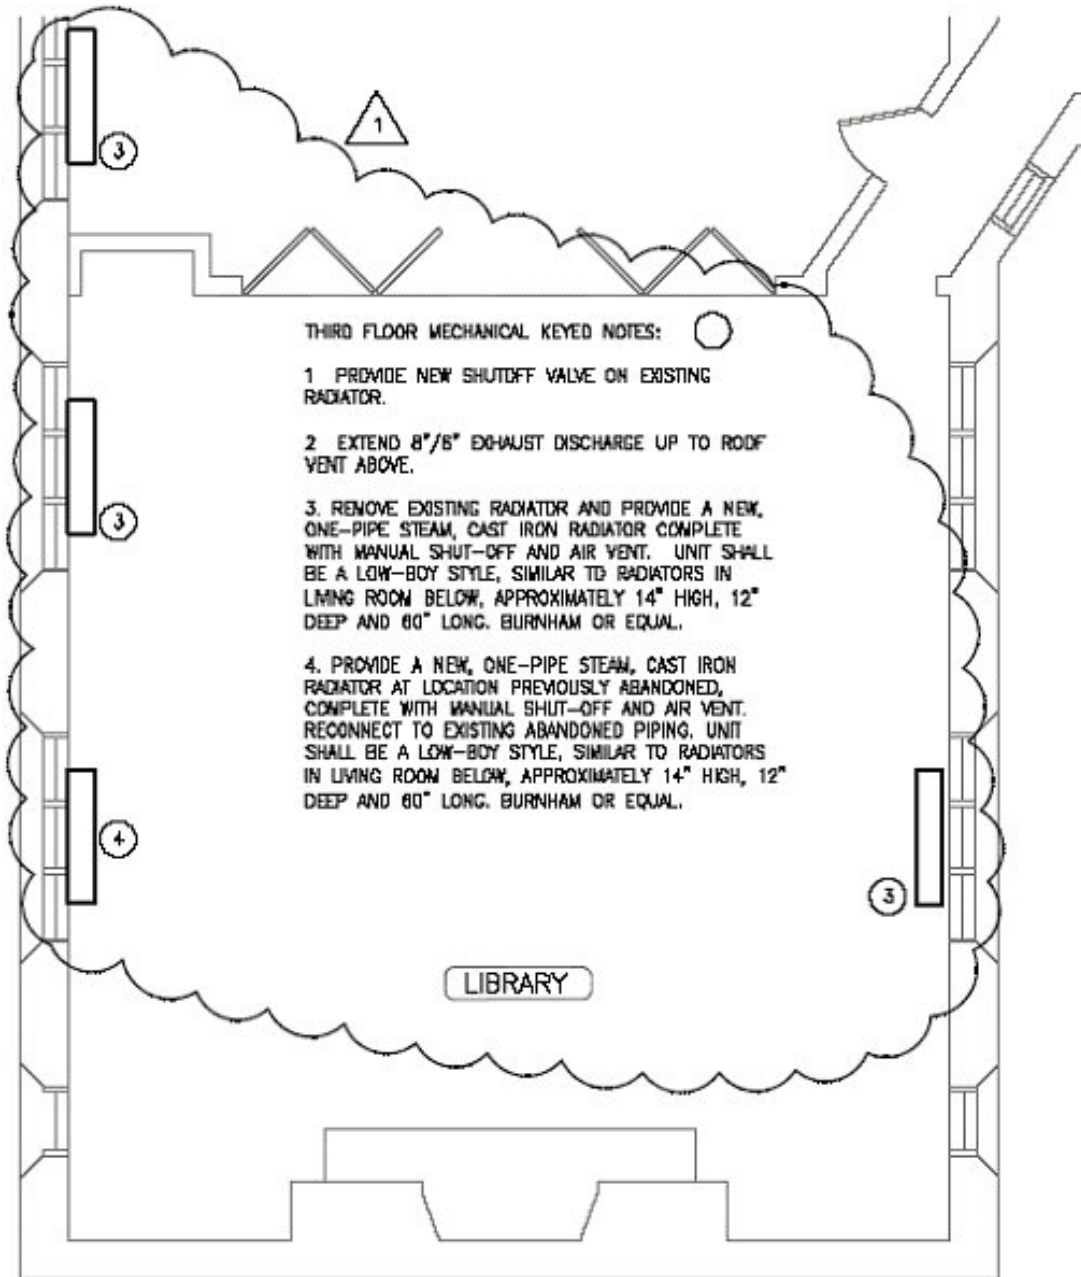 3
1
THIRD FLOOR MECHANICAL KEYED NOTES:
1 PROVIDE NEW SHUTOFF VALVE ON EXISTING
RADIATOR.
2 EXTEND 8"/6" EXHAUST DISCHARGE UP TO ROOF
VENT ABOVE.
3
3. REMOVE EXISTING RADIATOR AND PROVIDE A NEW,
ONE-PIPE STEAM, CAST IRON RADIATOR COMPLETE
WITH MANUAL SHUT-OFF AND AIR VENT. UNIT SHALL
BE A LOW-BOY STYLE, SIMILAR TO RADIATORS IN
LIVING ROOM BELOW, APPROXIMATELY 14" HIGH, 12"
DEEP AND 60" LONG. BURNHAM OR EQUAL.
4. PROVIDE A NEW, ONE-PIPE STEAM, CAST IRON
RADIATOR AT LOCATION PREVIOUSLY ABANDONED,
COMPLETE WITH MANUAL SHUT-OFF AND AIR VENT.
RECONNECT TO EXISTING ABANDONED PIPING. UNIT
SHALL BE A LOW-BOY STYLE, SIMILAR TO RADIATORS
IN LIVING ROOM BELOW, APPROXIMATELY 14" HIGH, 12"
DEEP AND 60" LONG. BURNHAM OR EQUAL.
4
3
LIBRARY